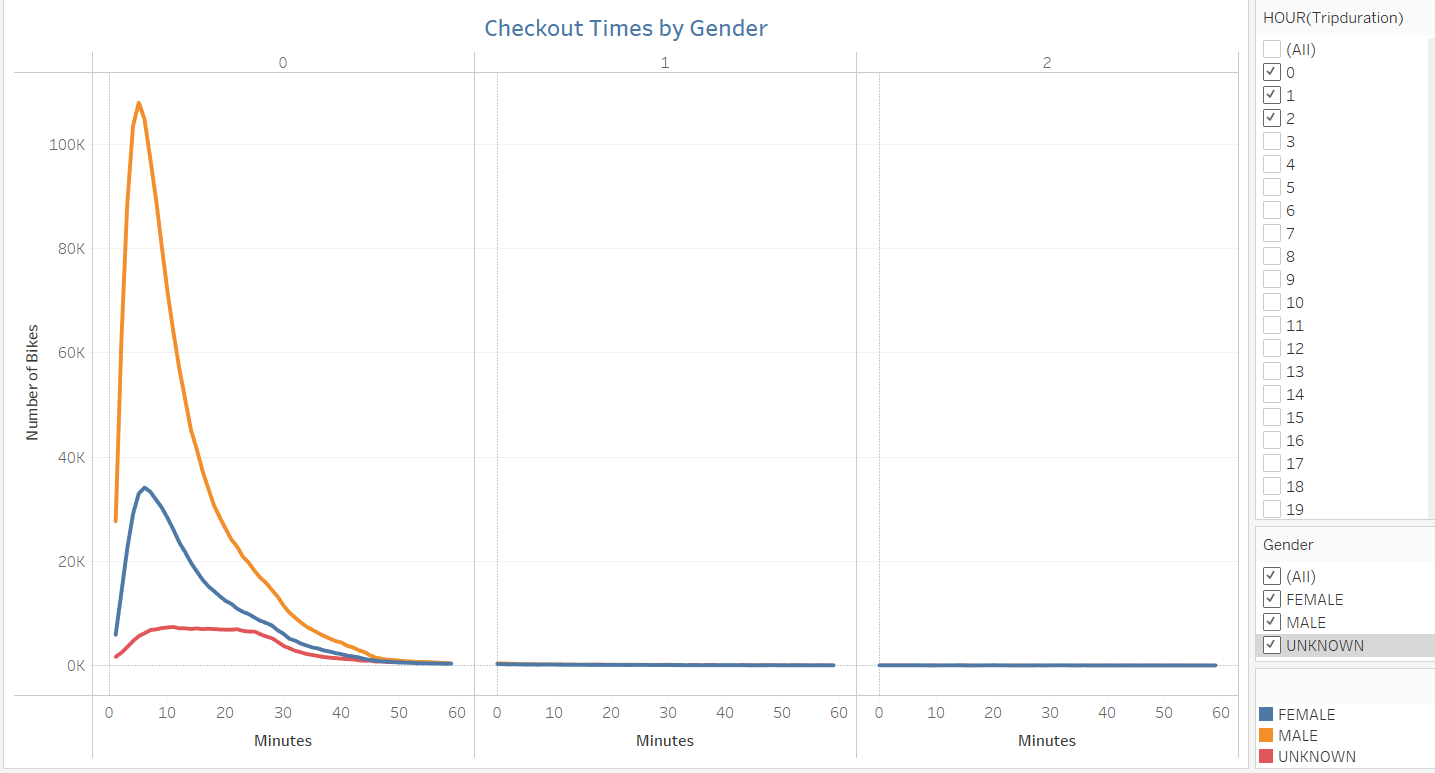 Checkout Times by Gender
0 1 2
100K
80K
60K
40K
20K
0K
Number of Bikes
0 10 20 30 40 50 60 0 10 20 30 40 50 60 0 10 20 30 40 50 60
Minutes Minutes Minutes
HOUR(Tripduration)
(All)
0
1
2
3
4
5
6
7
8
9
10
11
12
13
14
15
16
17
18
19
Gender
(All)
FEMALE
MALE
UNKNOWN
FEMALE
MALE
UNKNOWN